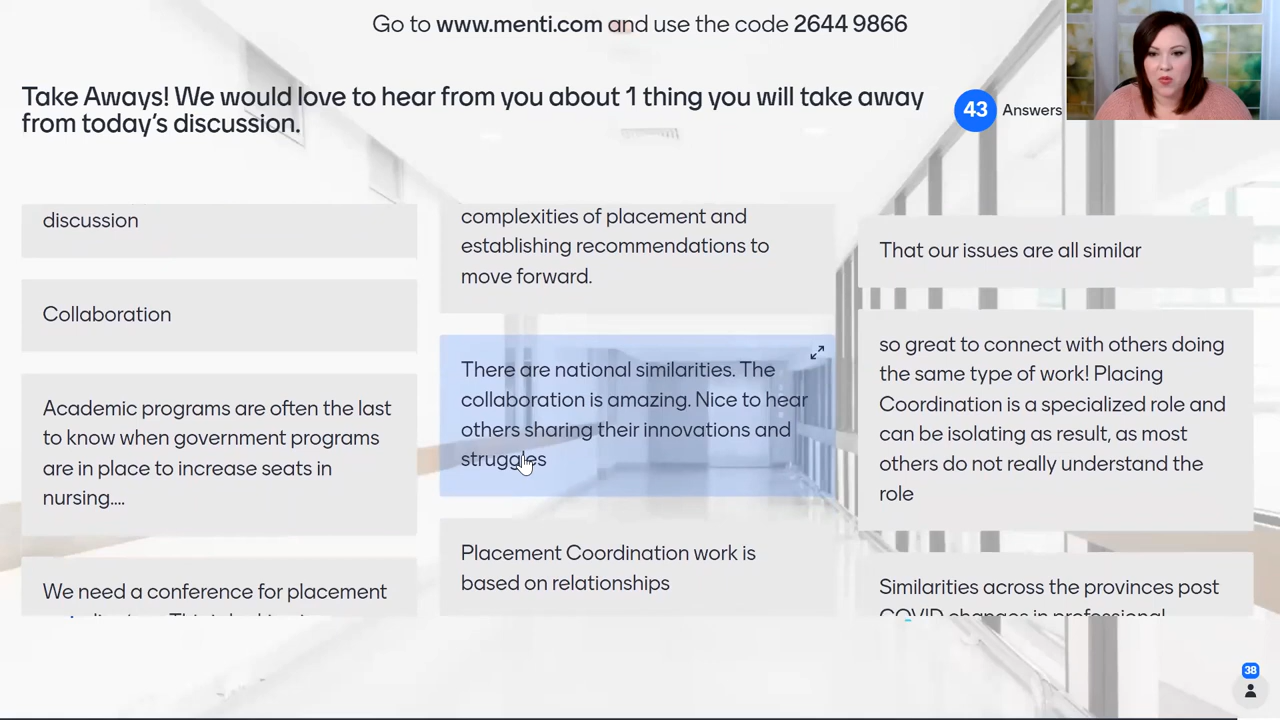 Go to www.menti.com and use the code 2644 9866
Take Aways! We would love to hear from you about 1 thing you will take away
from today's discussion.
43 Answers
discussion
Collaboration
Academic programs are often the last
to know when government programs
are in place to increase seats in
nursing....
We need a conference for placement
complexities of placement and
establishing recommendations to
move forward.
There are national similarities. The
collaboration is amazing. Nice to hear
others sharing their innovations and
struggles
Placement Coordination work is
based on relationships
That our issues are all similar
so great to connect with others doing
the same type of work! Placing
Coordination is a specialized role and
can be isolating as result, as most
others do not really understand the
role
Similarities across the provinces post
COVID changes in professional
38